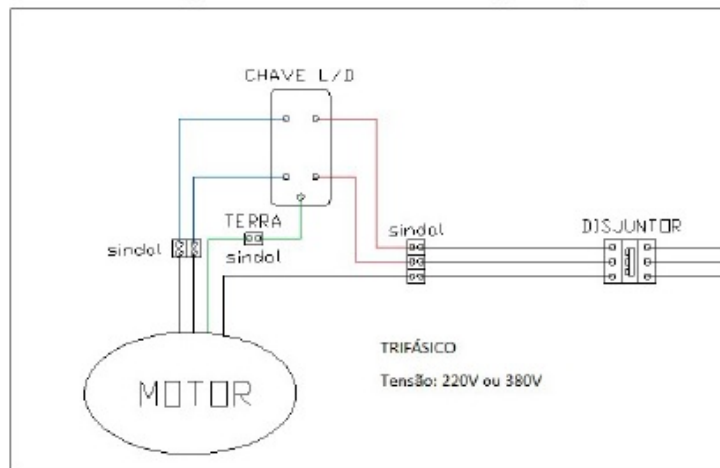 CHAVE L/D
TERRA
sindal
sindal
sindal
DISJUNTOR
MOTOR
TRIFÁSICO
Tensão: 220V ou 380V